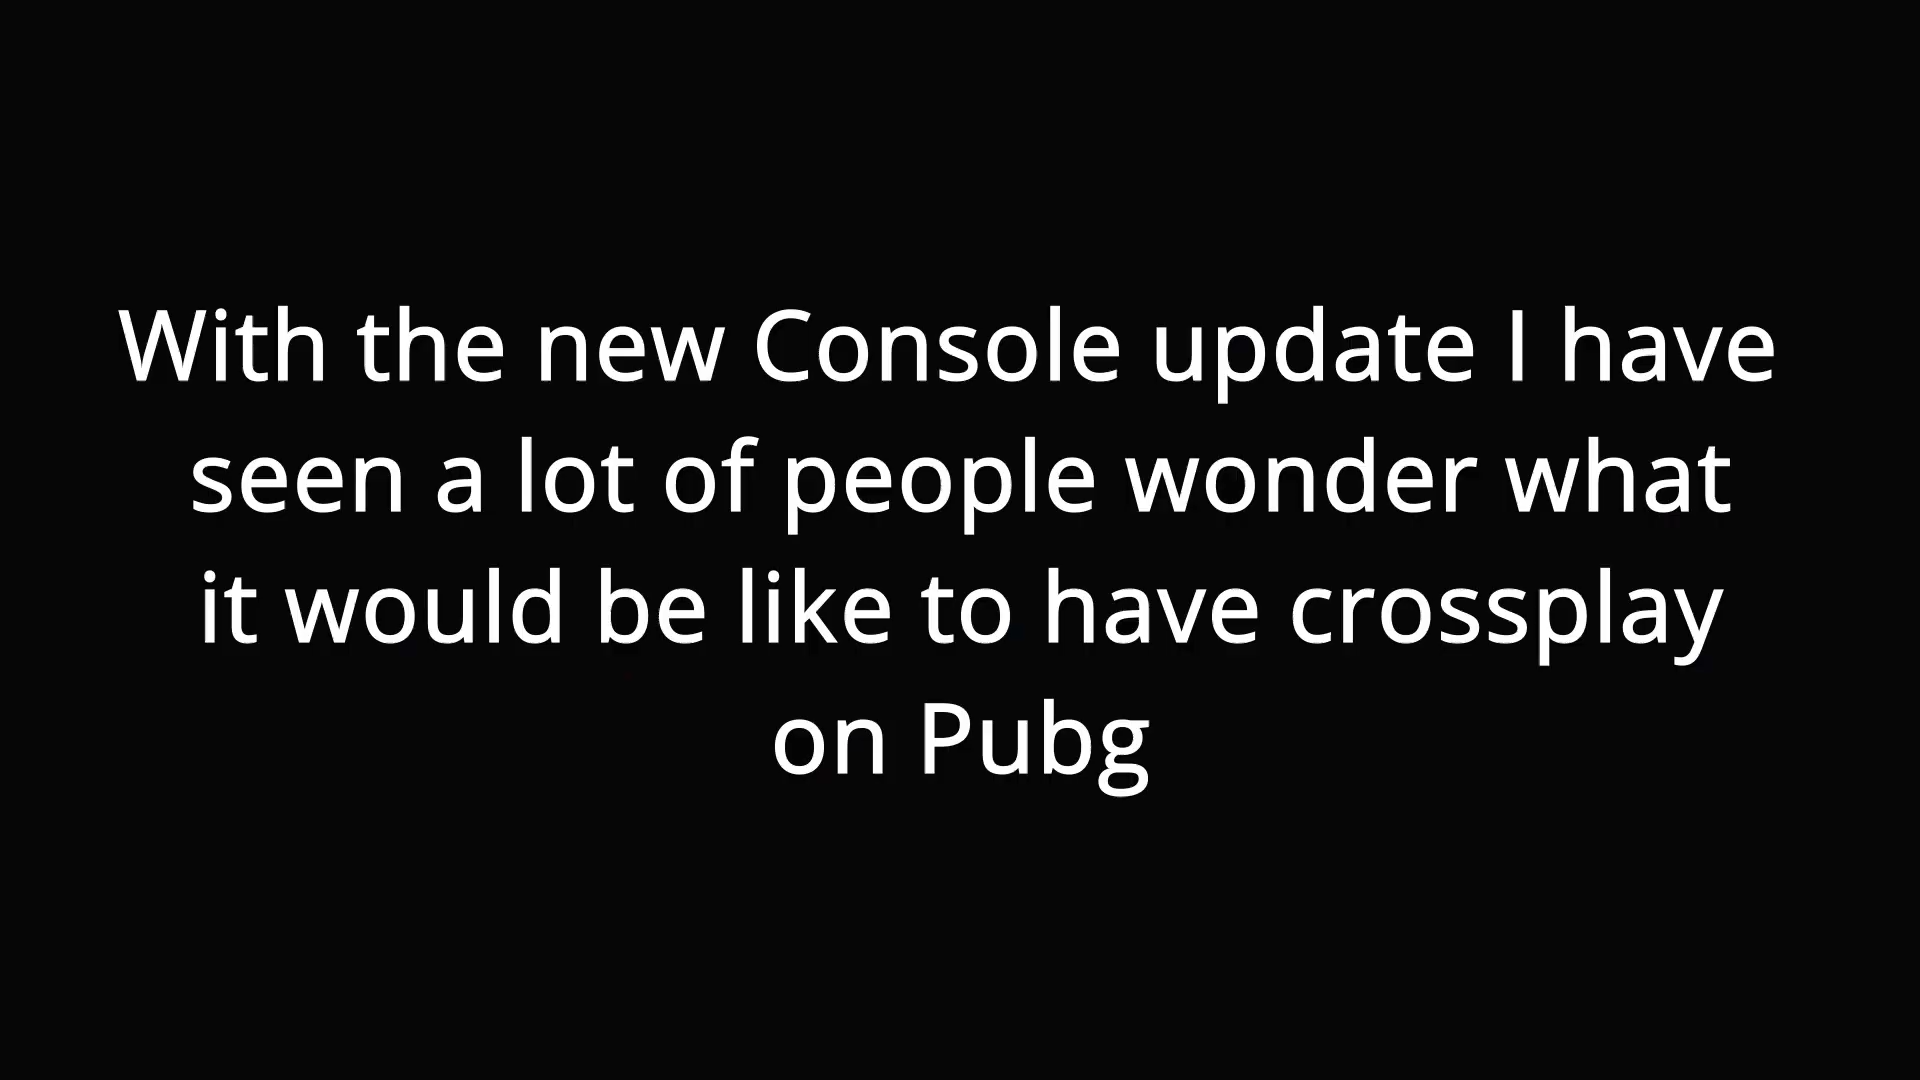 With the new Console update I have
seen a lot of people wonder what
it would be like to have crossplay
on Pubg